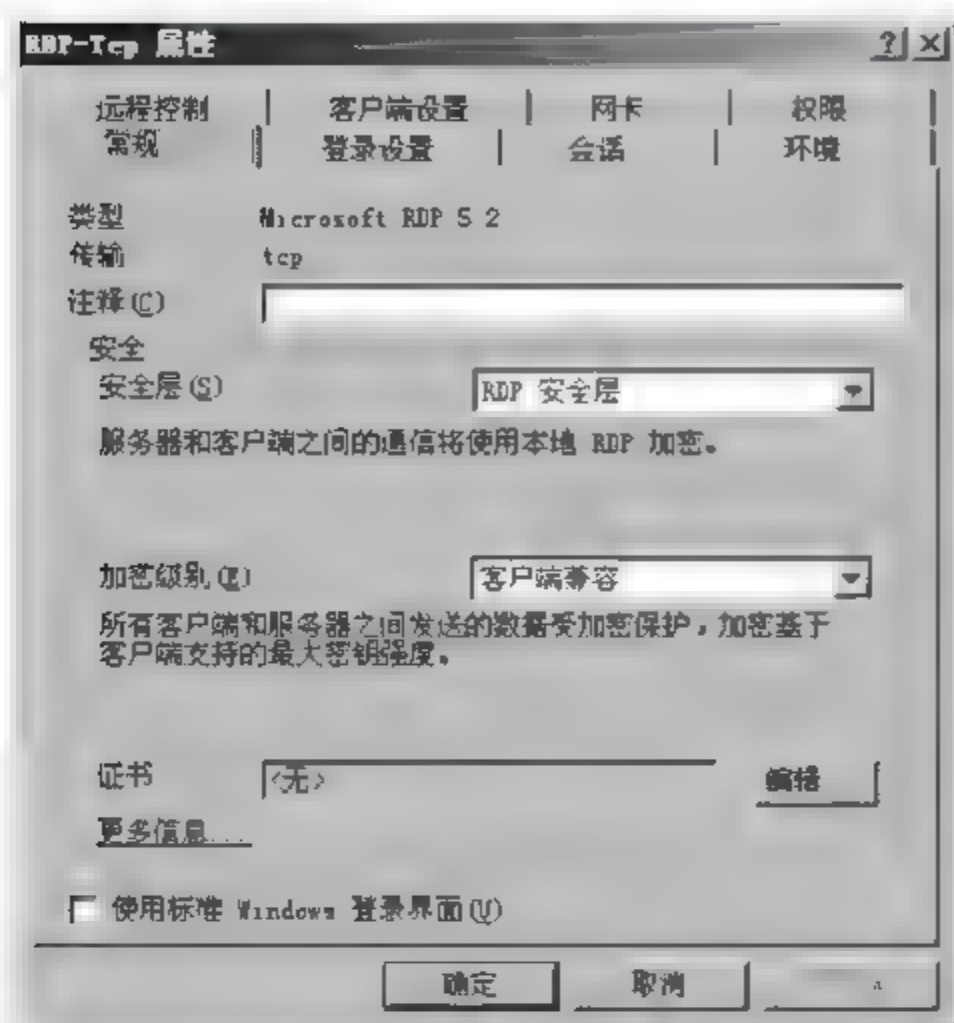 RDP-Tcp 属性
远程控制 客户端设置 网卡 权限
常规 登录设置 会话 环境
类型 Microsoft RDP 5 2
传输 tcp
注释(C)
安全
安全层(S) RDP 安全层
服务器和客户端之间的通信将使用本地 RDP 加密。
加密级别(E) 客户端兼容
所有客户端和服务器之间发送的数据受加密保护，加密基于
客户端支持的最大密钥强度。
证书 <无> 编辑
更多信息...
使用标准 Windows 登录界面(U)
确定 取消